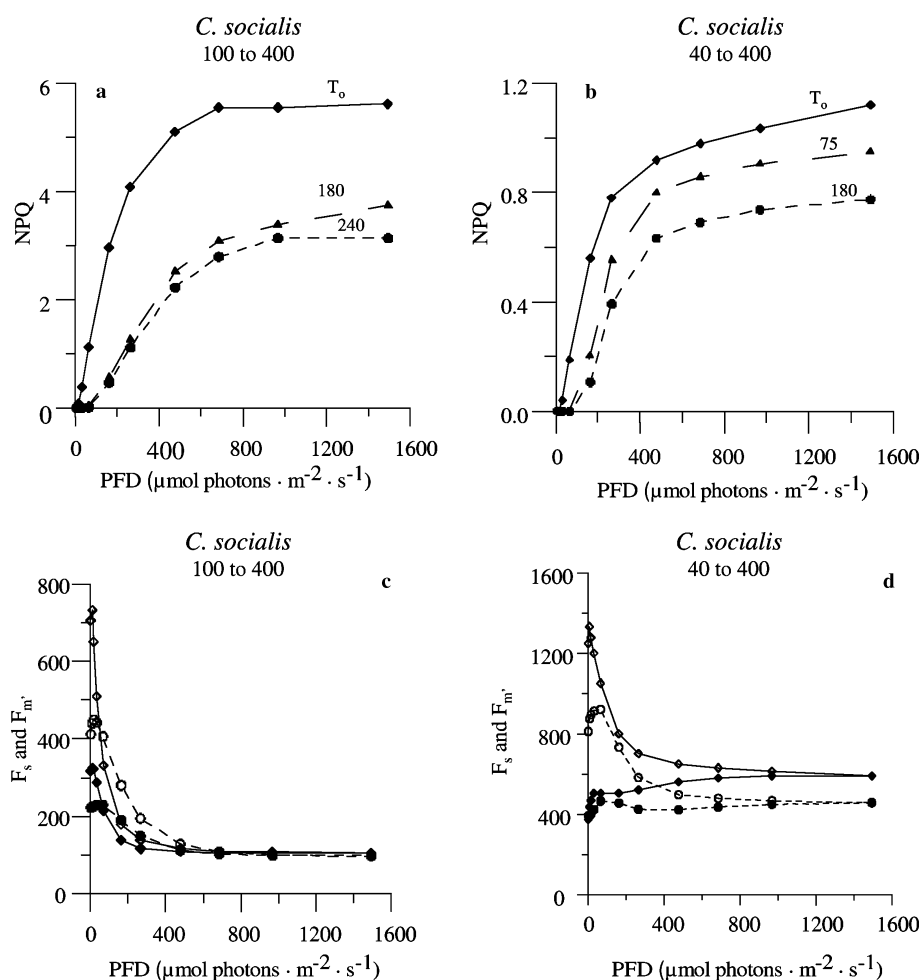 C. socialis
100 to 400
a
T₀
6
4
2
0
NPQ
180
240
0 400 800 1200 1600
PFD (µmol photons · m⁻² · s⁻¹)
C. socialis
40 to 400
b
T₀
1.2
0.8
0.4
0.0
NPQ
75
180
0 400 800 1200 1600
PFD (µmol photons · m⁻² · s⁻¹)
C. socialis
100 to 400
c
800
600
400
200
0
Fₛ and Fₘ'
0 400 800 1200 1600
PFD (µmol photons · m⁻² · s⁻¹)
C. socialis
40 to 400
d
1600
1200
800
400
0
Fₛ and Fₘ'
0 400 800 1200 1600
PFD (µmol photons · m⁻² · s⁻¹)